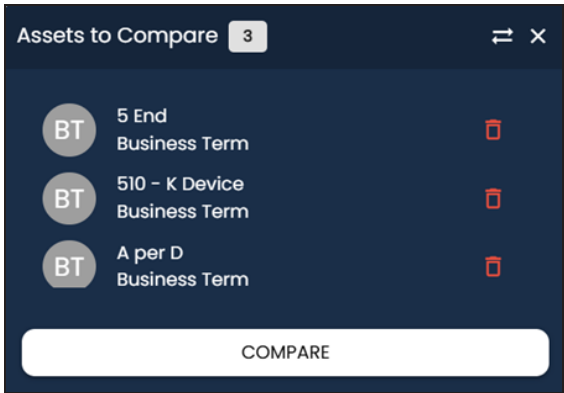 Assets to Compare 3
BT
5 End
Business Term
BT
510 - K Device
Business Term
BT
A per D
Business Term
COMPARE